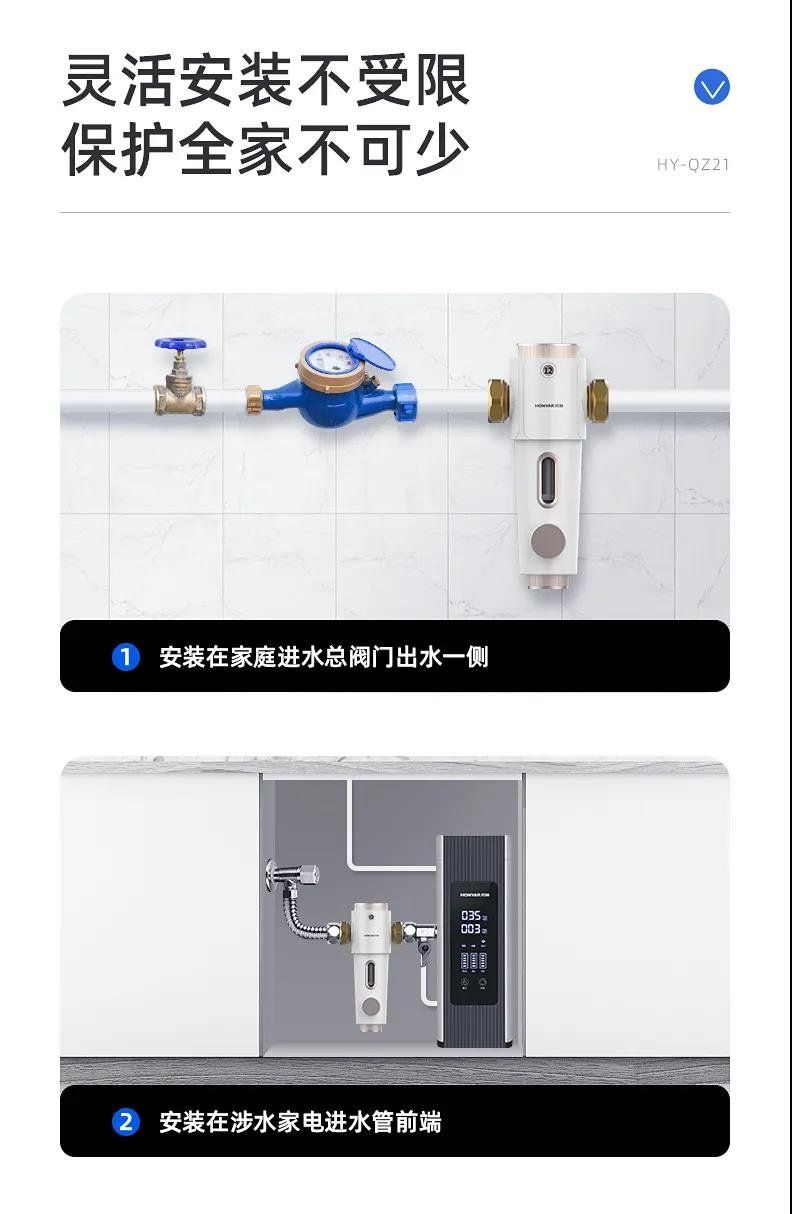 灵活安装不受限
保护全家不可少
HY-QZ21
12
HONYAR
1 安装在家庭进水总阀门出水一侧
HONYAR
035
003
2 安装在涉水家电进水管前端